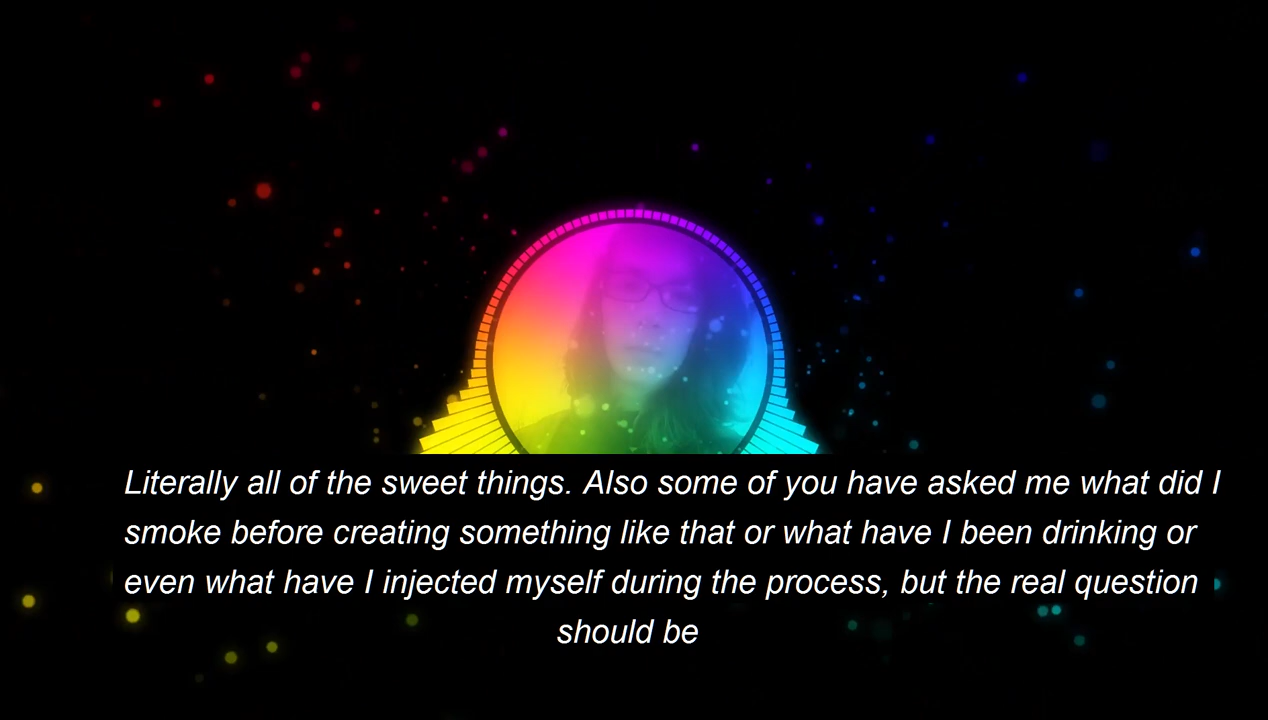 Literally all of the sweet things. Also some of you have asked me what did I
smoke before creating something like that or what have I been drinking or
even what have I injected myself during the process, but the real question
should be